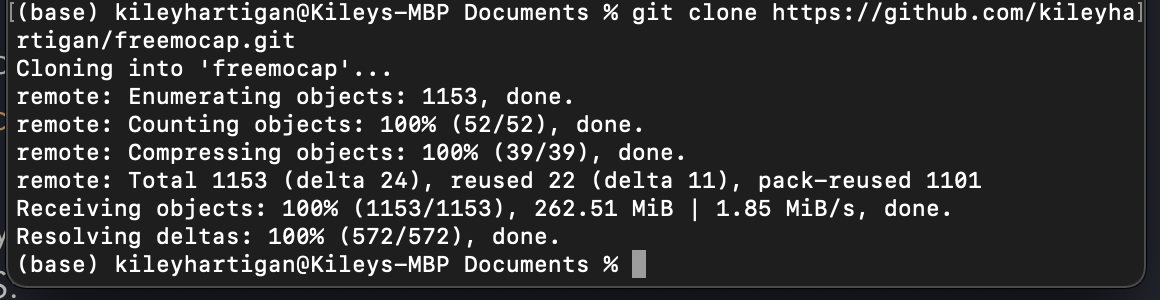 [(base) kileyhartigan@Kileys-MBP Documents % git clone https://github.com/kileyha]
rtigan/freemocap.git
Cloning into 'freemocap'...
remote: Enumerating objects: 1153, done.
remote: Counting objects: 100% (52/52), done.
remote: Compressing objects: 100% (39/39), done.
remote: Total 1153 (delta 24), reused 22 (delta 11), pack-reused 1101
Receiving objects: 100% (1153/1153), 262.51 MiB | 1.85 MiB/s, done.
Resolving deltas: 100% (572/572), done.
(base) kileyhartigan@Kileys-MBP Documents %